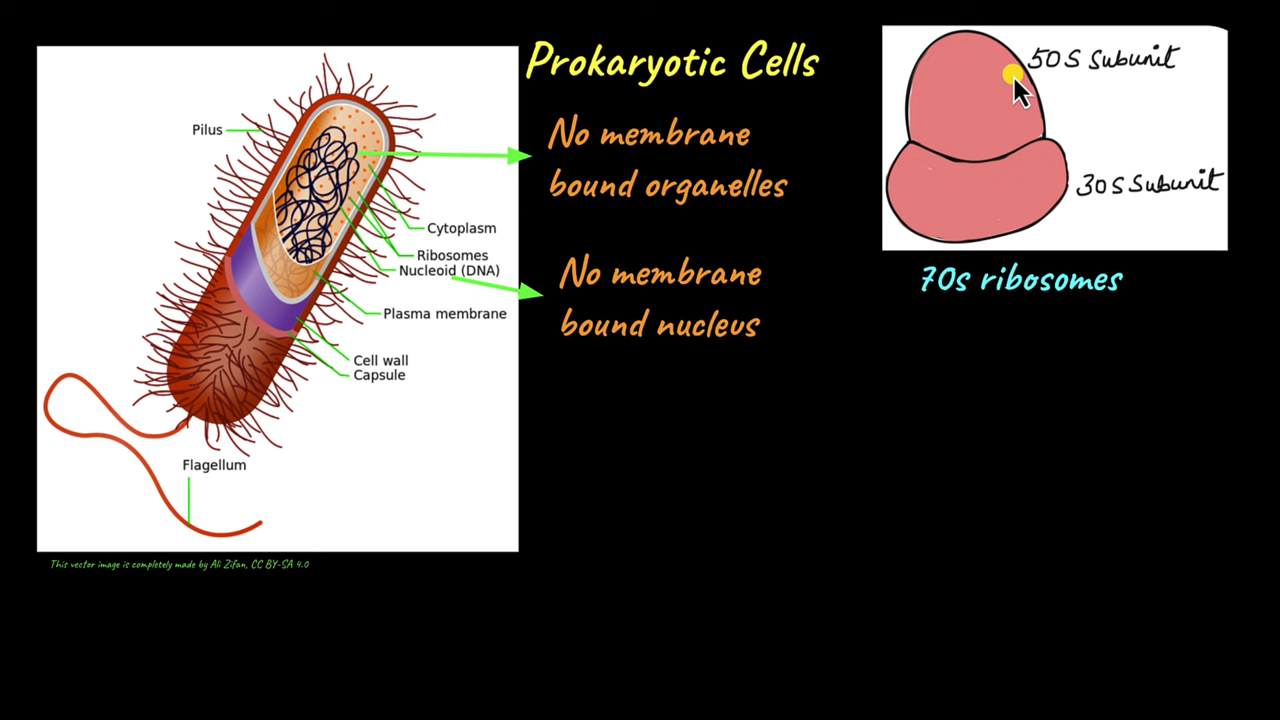 Prokaryotic Cells
Pilus
Cytoplasm
Ribosomes
Nucleoid (DNA)
Plasma membrane
Cell wall
Capsule
Flagellum
This vector image is completely made by Ali Zifan, CC BY-SA 4.0
No membrane
bound organelles
No membrane
bound nucleus
50 S Subunit
30 S Subunit
70s ribosomes